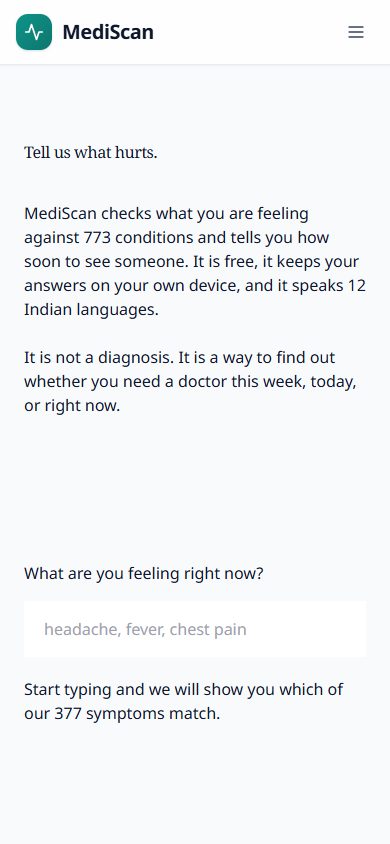 MediScan
Tell us what hurts.
MediScan checks what you are feeling
against 773 conditions and tells you how
soon to see someone. It is free, it keeps your
answers on your own device, and it speaks 12
Indian languages.
It is not a diagnosis. It is a way to find out
whether you need a doctor this week, today,
or right now.
What are you feeling right now?
headache, fever, chest pain
Start typing and we will show you which of
our 377 symptoms match.